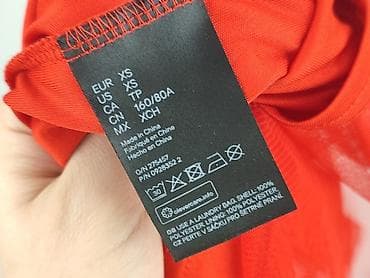 EUR XS
US XS
CA TP
CN 160/80A
MX XCH
Made in China
Fabriqué en Chine
Hecho en China
O/N 275457
P/N 0928352 2
30
clevercare.info
GB USE A LAUNDRY BAG. SHELL: 100%
POLYESTER. LINING: 100% POLYESTER
CZ PERTE V SÁČKU PRO ŠETRNÉ PRANÍ.